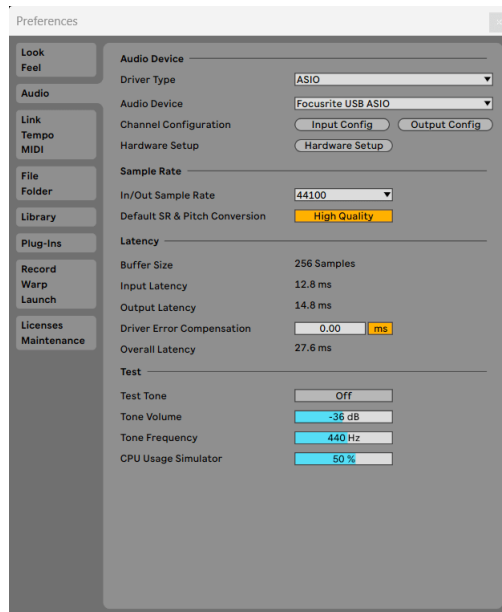 Preferences
Look
Feel
Audio
Link
Tempo
MIDI
File
Folder
Library
Plug-Ins
Record
Warp
Launch
Licenses
Maintenance
Audio Device
Driver Type ASIO
Audio Device Focusrite USB ASIO
Channel Configuration Input Config Output Config
Hardware Setup Hardware Setup
Sample Rate
In/Out Sample Rate 44100
Default SR & Pitch Conversion High Quality
Latency
Buffer Size 256 Samples
Input Latency 12.8 ms
Output Latency 14.8 ms
Driver Error Compensation 0.00 ms
Overall Latency 27.6 ms
Test
Test Tone Off
Tone Volume -36 dB
Tone Frequency 440 Hz
CPU Usage Simulator 50 %